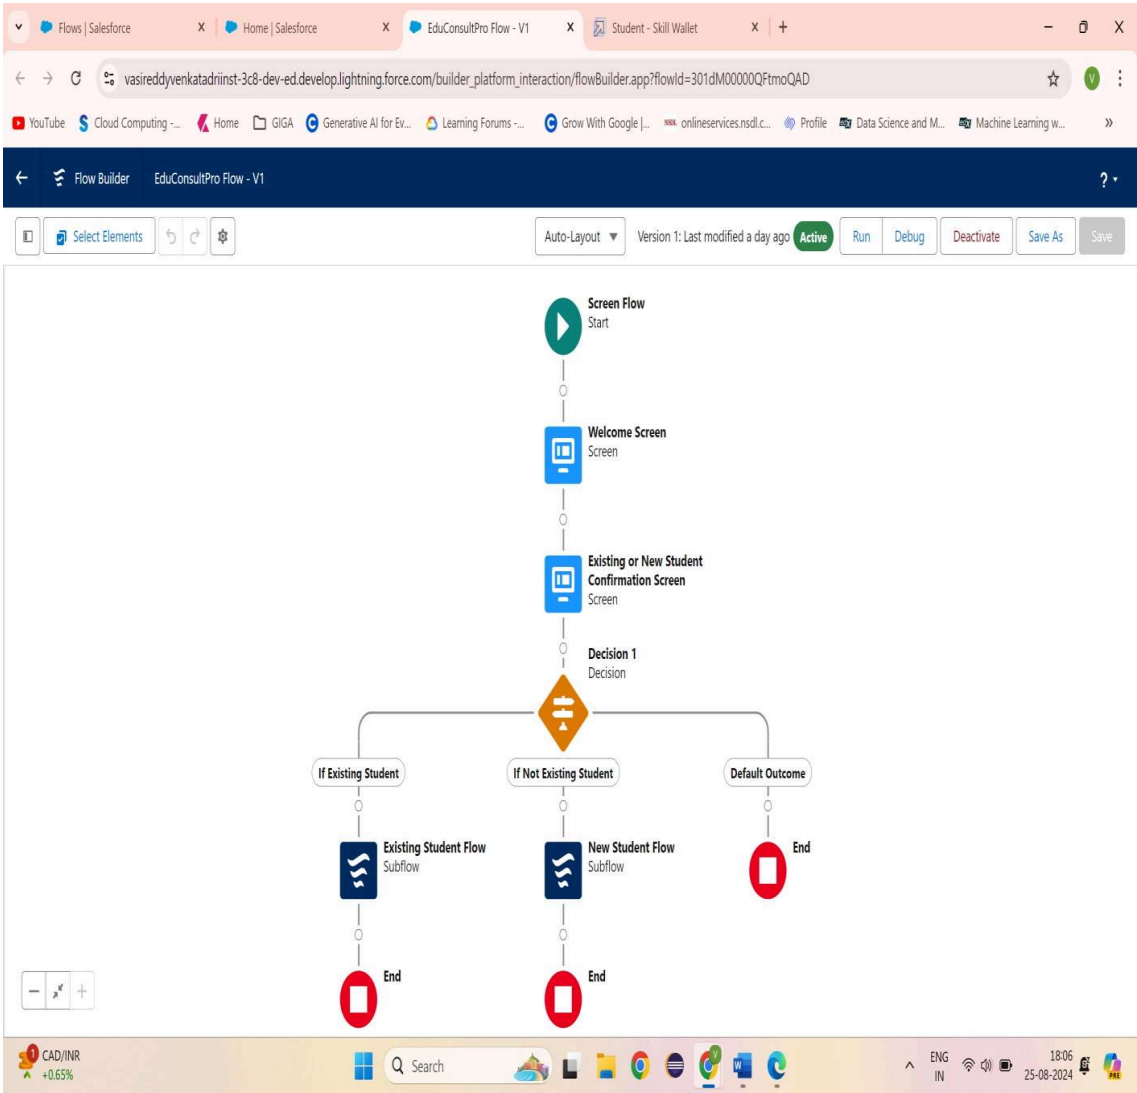 Flows | Salesforce
Home | Salesforce
EduConsultPro Flow - V1
Student - Skill Wallet
vasireddyvenkatadriinst-3c8-dev-ed.develop.lightning.force.com/builder_platform_interaction/flowBuilder.app?flowId=301dM00000QFtmoQAD
V
YouTube
Cloud Computing -...
Home
GIGA
Generative AI for Ev...
Learning Forums -...
Grow With Google |...
NSDL
onlineservices.nsdl.c...
Profile
edX
Data Science and M...
edX
Machine Learning w...
Flow Builder
EduConsultPro Flow - V1
?
Select Elements
Auto-Layout
Version 1: Last modified a day ago
Active
Run
Debug
Deactivate
Save As
Save
Screen Flow
Start
Welcome Screen
Screen
Existing or New Student
Confirmation Screen
Screen
Decision 1
Decision
If Existing Student
If Not Existing Student
Default Outcome
Existing Student Flow
Subflow
New Student Flow
Subflow
End
End
End
1
CAD/INR
+0.65%
Search
V
ENG
IN
18:06
25-08-2024
PRE